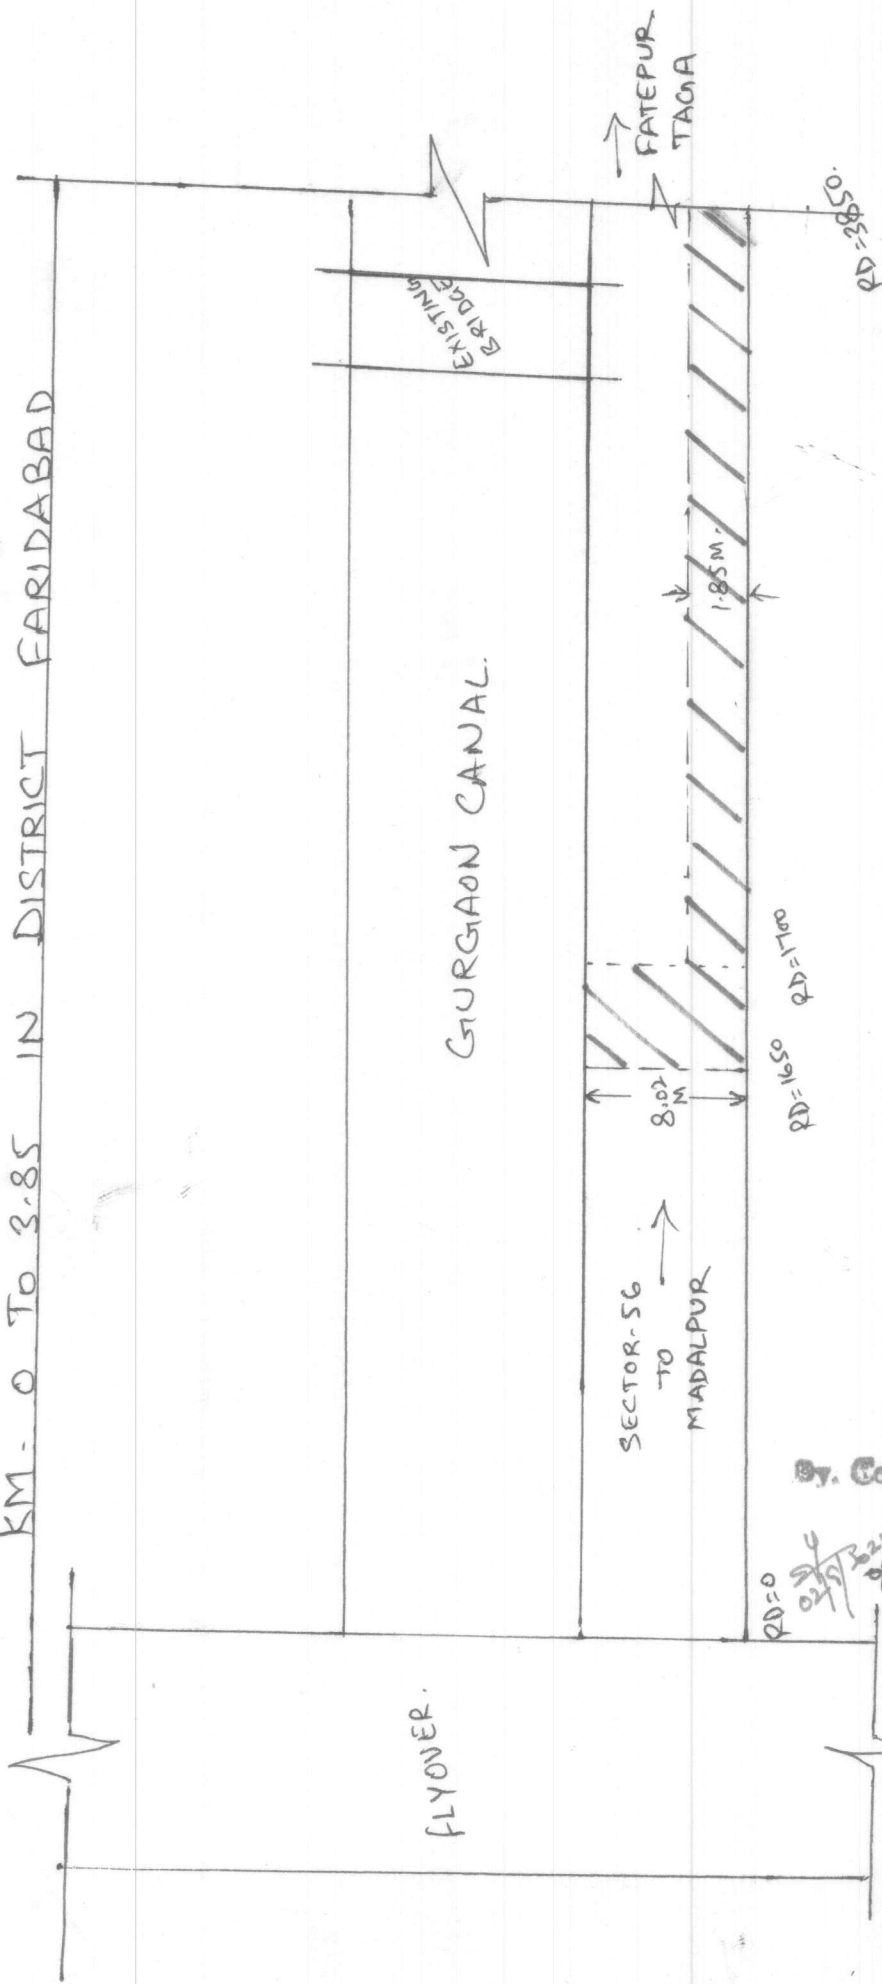 KM. 0 TO 3.85 IN DISTRICT FARIDABAD
EXISTING
BRIDGE
GURGAON CANAL.
FLYOVER.
SECTOR-56 →
TO
MADALPUR
→
FATEPUR
TAGA
8.02
M
1.85M.
RD=0
RD=1650
RD=1700
RD=3850.